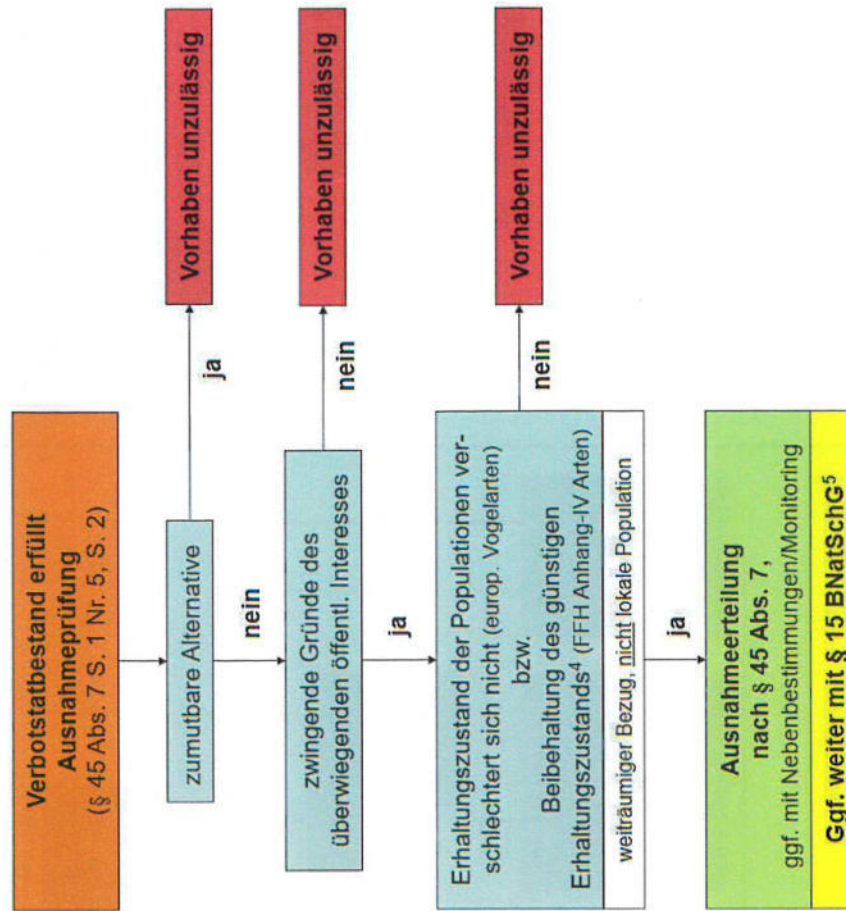 Verbotstatbestand erfüllt
Ausnahmeprüfung
(§ 45 Abs. 7 S. 1 Nr. 5, S. 2)
zumutbare Alternative
ja
Vorhaben unzulässig
nein
zwingende Gründe des
überwiegenden öffentl. Interesses
nein
Vorhaben unzulässig
ja
Erhaltungszustand der Populationen ver-
schlechtert sich nicht (europ. Vogelarten)
bzw.
Beibehaltung des günstigen
Erhaltungszustands⁴ (FFH Anhang-IV Arten)
weiträumiger Bezug, nicht lokale Population
nein
Vorhaben unzulässig
ja
Ausnahmeerteilung
nach § 45 Abs. 7,
ggf. mit Nebenbestimmungen/Monitoring
Ggf. weiter mit § 15 BNatSchG⁵